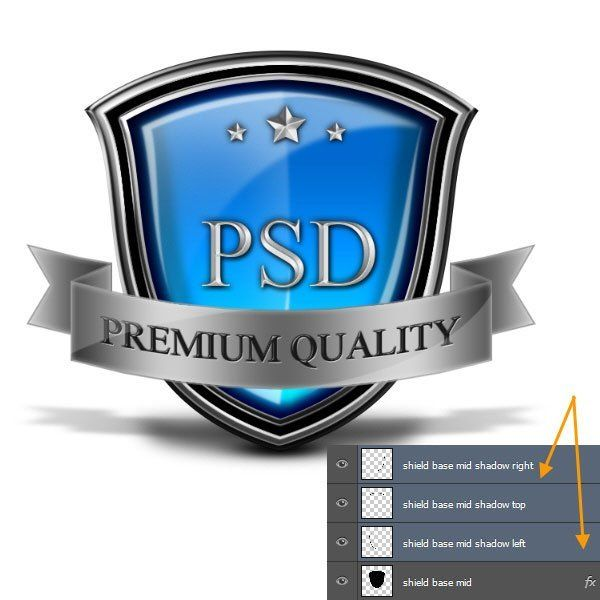 PSD
PREMIUM QUALITY
shield base mid shadow right
shield base mid shadow top
shield base mid shadow left
shield base mid fx